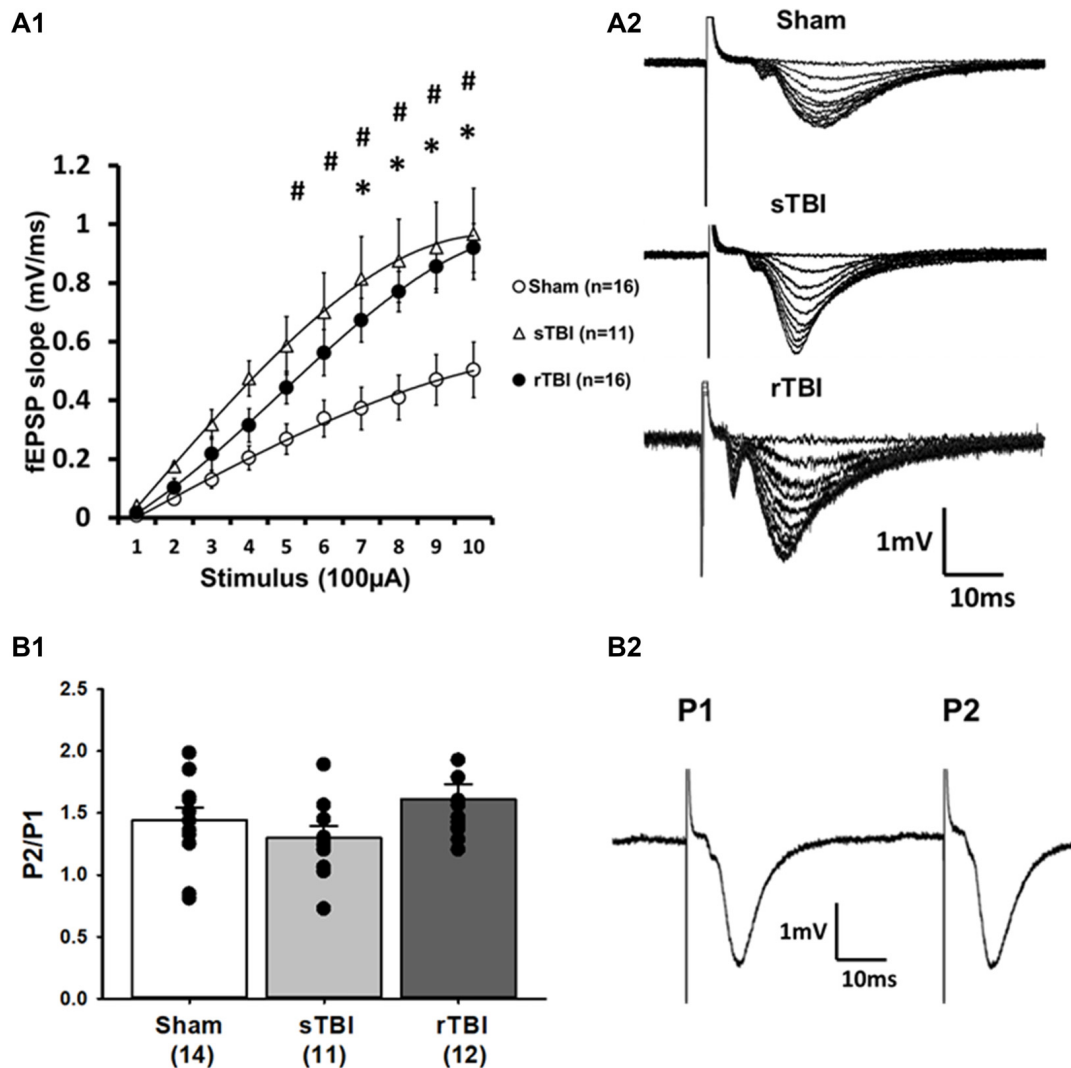 A1
# # # # # #
* * * *
fEPSP slope (mV/ms)
1.2
1
0.8
0.6
0.4
0.2
0
1 2 3 4 5 6 7 8 9 10
Stimulus (100µA)
Sham (n=16)
sTBI (n=11)
rTBI (n=16)
A2
Sham
sTBI
rTBI
1mV
10ms
B1
P2/P1
2.5
2.0
1.5
1.0
0.5
0.0
Sham sTBI rTBI
(14) (11) (12)
B2
P1 P2
1mV
10ms